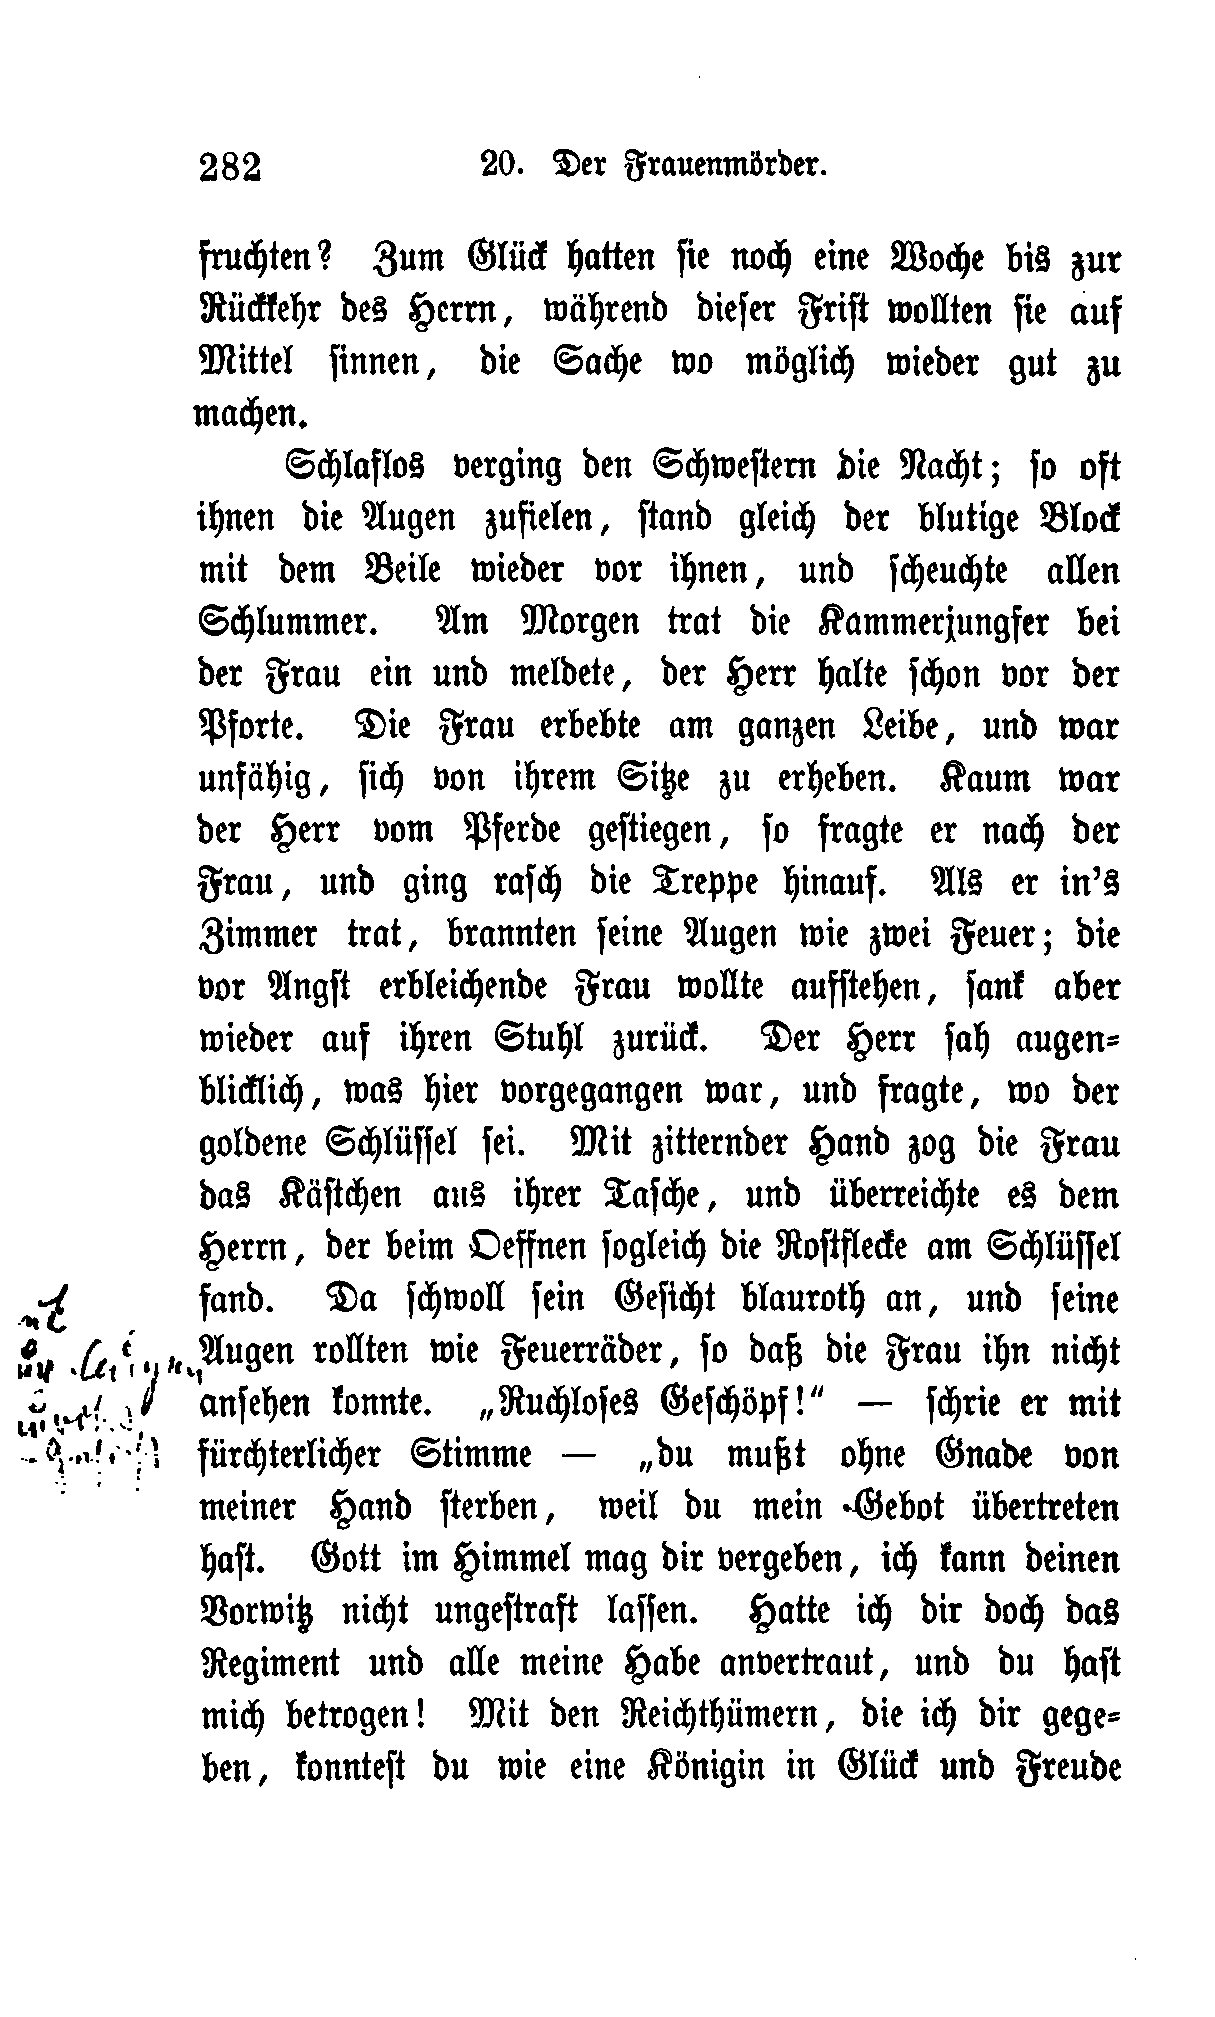 282 20. Der Frauenmörder.
fruchten? Zum Glück hatten sie noch eine Woche bis zur
Rückkehr des Herrn, während dieser Frist wollten sie auf
Mittel sinnen, die Sache wo möglich wieder gut zu
machen.
Schlaflos verging den Schwestern die Nacht; so oft
ihnen die Augen zufielen, stand gleich der blutige Block
mit dem Beile wieder vor ihnen, und scheuchte allen
Schlummer. Am Morgen trat die Kammerjungfer bei
der Frau ein und meldete, der Herr halte schon vor der
Pforte. Die Frau erbebte am ganzen Leibe, und war
unfähig, sich von ihrem Sitze zu erheben. Kaum war
der Herr vom Pferde gestiegen, so fragte er nach der
Frau, und ging rasch die Treppe hinauf. Als er in's
Zimmer trat, brannten seine Augen wie zwei Feuer; die
vor Angst erbleichende Frau wollte aufstehen, sank aber
wieder auf ihren Stuhl zurück. Der Herr sah augen-
blicklich, was hier vorgegangen war, und fragte, wo der
goldene Schlüssel sei. Mit zitternder Hand zog die Frau
das Kästchen aus ihrer Tasche, und überreichte es dem
Herrn, der beim Oeffnen sogleich die Rostflecke am Schlüssel
fand. Da schwoll sein Gesicht blauroth an, und seine
Augen rollten wie Feuerräder, so daß die Frau ihn nicht
ansehen konnte. „Ruchloses Geschöpf!" — schrie er mit
fürchterlicher Stimme — „du mußt ohne Gnade von
meiner Hand sterben, weil du mein Gebot übertreten
hast. Gott im Himmel mag dir vergeben, ich kann deinen
Vorwitz nicht ungestraft lassen. Hatte ich dir doch das
Regiment und alle meine Habe anvertraut, und du hast
mich betrogen! Mit den Reichthümern, die ich dir gege-
ben, konntest du wie eine Königin in Glück und Freude